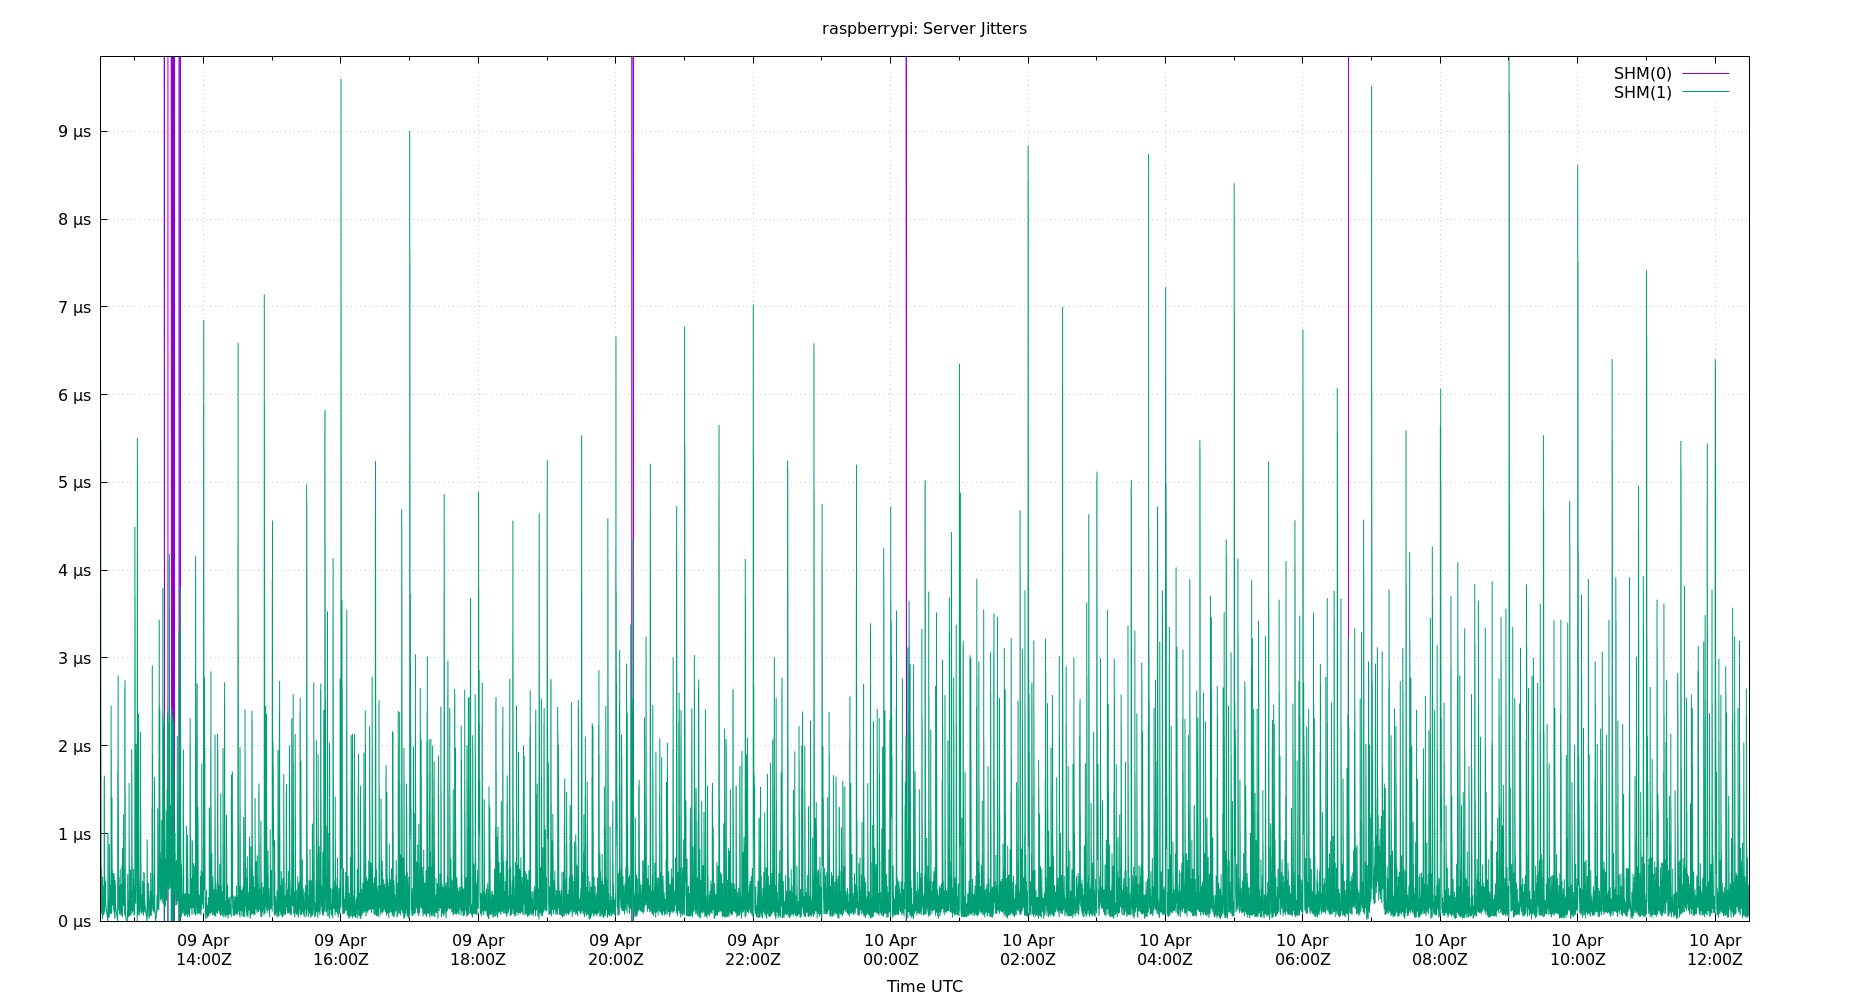 raspberrypi: Server Jitters
SHM(0)
SHM(1)
9 µs
8 µs
7 µs
6 µs
5 µs
4 µs
3 µs
2 µs
1 µs
0 µs
09 Apr 09 Apr 09 Apr 09 Apr 09 Apr 10 Apr 10 Apr 10 Apr 10 Apr 10 Apr 10 Apr 10 Apr
14:00Z 16:00Z 18:00Z 20:00Z 22:00Z 00:00Z 02:00Z 04:00Z 06:00Z 08:00Z 10:00Z 12:00Z
Time UTC